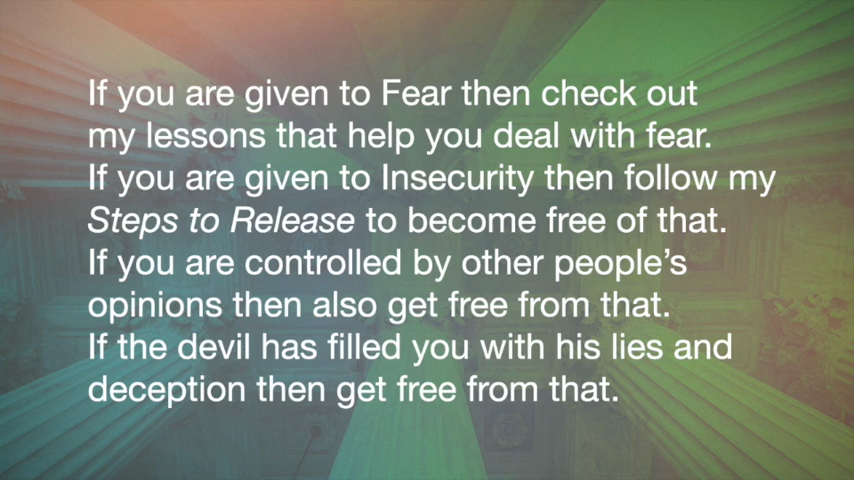 If you are given to Fear then check out
my lessons that help you deal with fear.
If you are given to Insecurity then follow my
Steps to Release to become free of that.
If you are controlled by other people’s
opinions then also get free from that.
If the devil has filled you with his lies and
deception then get free from that.